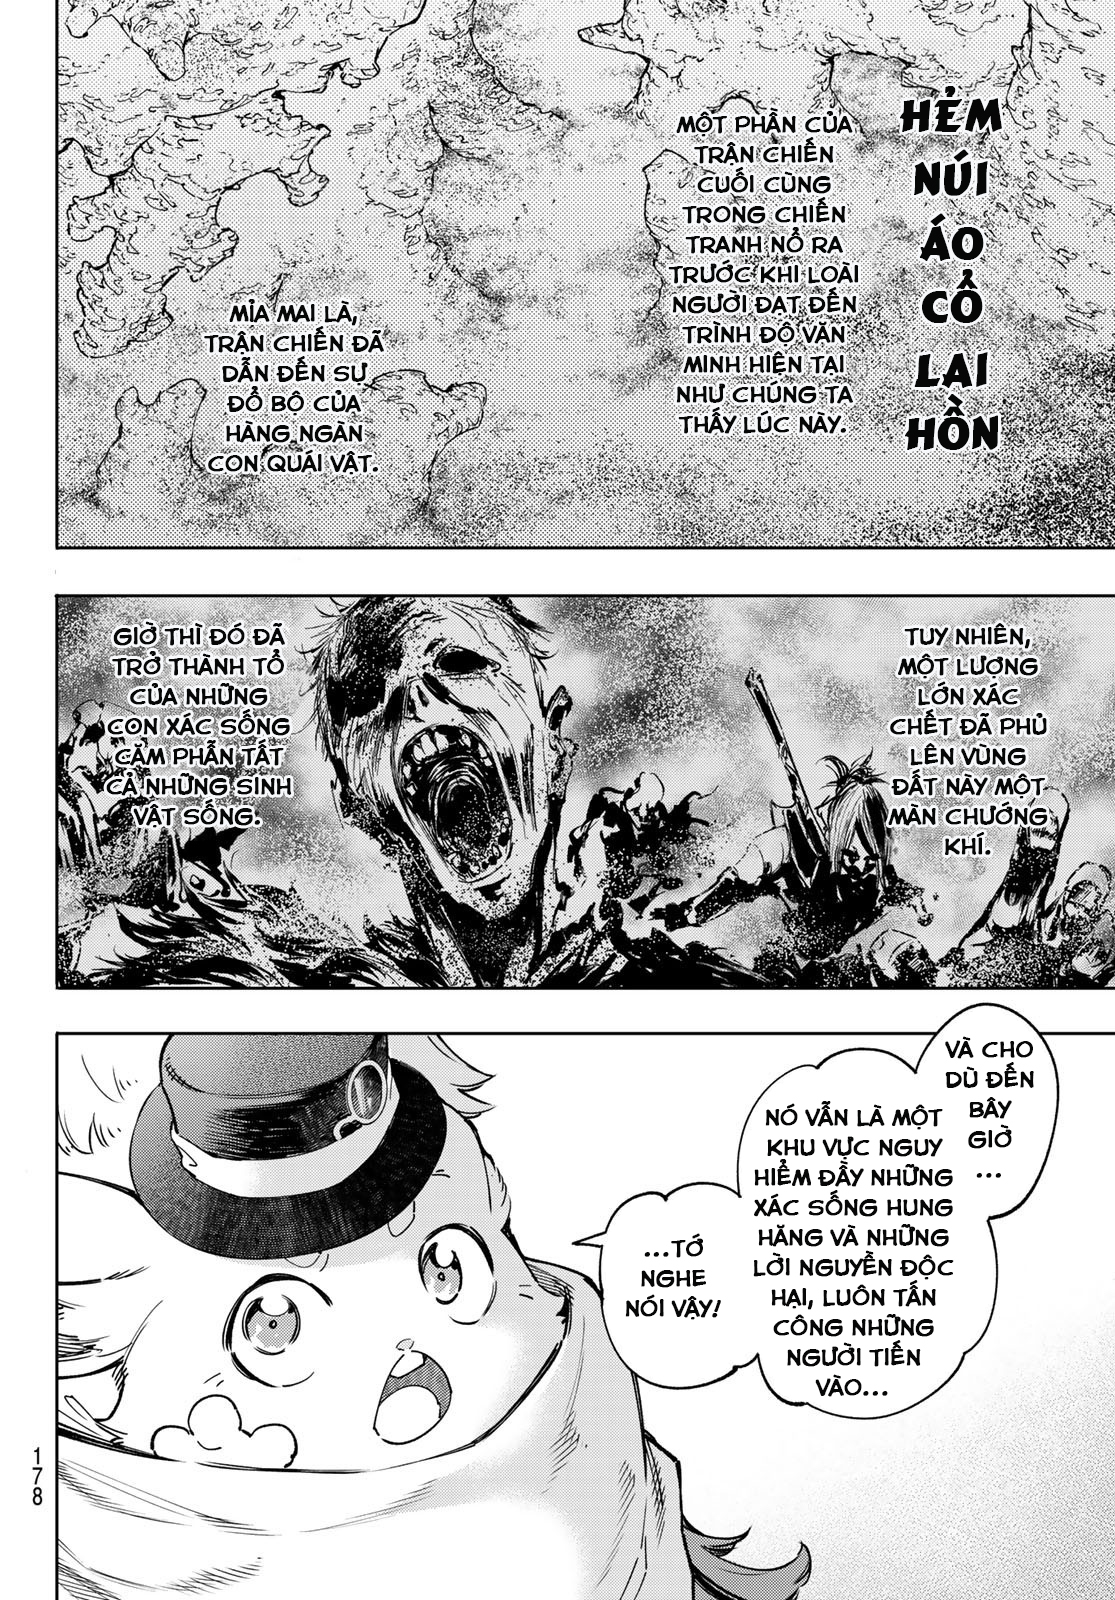 HẺM
NÚI
ÁO
CỔ
LẠI
HỒN
MỘT PHẦN CỦA
TRẬN CHIẾN
CUỐI CÙNG
TRONG CHIẾN
TRANH NỔ RA
TRƯỚC KHI LOÀI
NGƯỜI ĐẠT ĐẾN
TRÌNH ĐỘ VĂN
MINH HIỆN TẠI
NHƯ CHÚNG TA
THẤY LÚC NÀY.
MỈA MAI LÀ,
TRẬN CHIẾN ĐÃ
DẪN ĐẾN SỰ
ĐỔ BỘ CỦA
HÀNG NGÀN
CON QUÁI VẬT.
TUY NHIÊN,
MỘT LƯỢNG
LỚN XÁC
CHẾT ĐÃ PHỦ
LÊN VÙNG
ĐẤT NÀY MỘT
MÀN CHƯỚNG
KHÍ.
GIỜ THÌ ĐÓ ĐÃ
TRỞ THÀNH TỔ
CỦA NHỮNG
CON XÁC SỐNG
CĂM PHẪN TẤT
CẢ NHỮNG SINH
VẬT SỐNG.
VÀ CHO
DÙ ĐẾN
BÂY
GIỜ
...
NÓ VẪN LÀ MỘT
KHU VỰC NGUY
HIỂM ĐẦY NHỮNG
XÁC SỐNG HUNG
HĂNG VÀ NHỮNG
LỜI NGUYỀN ĐỘC
HẠI, LUÔN TẤN
CÔNG NHỮNG
NGƯỜI TIẾN
VÀO...
...TỚ
NGHE
NÓI VẬY!
178